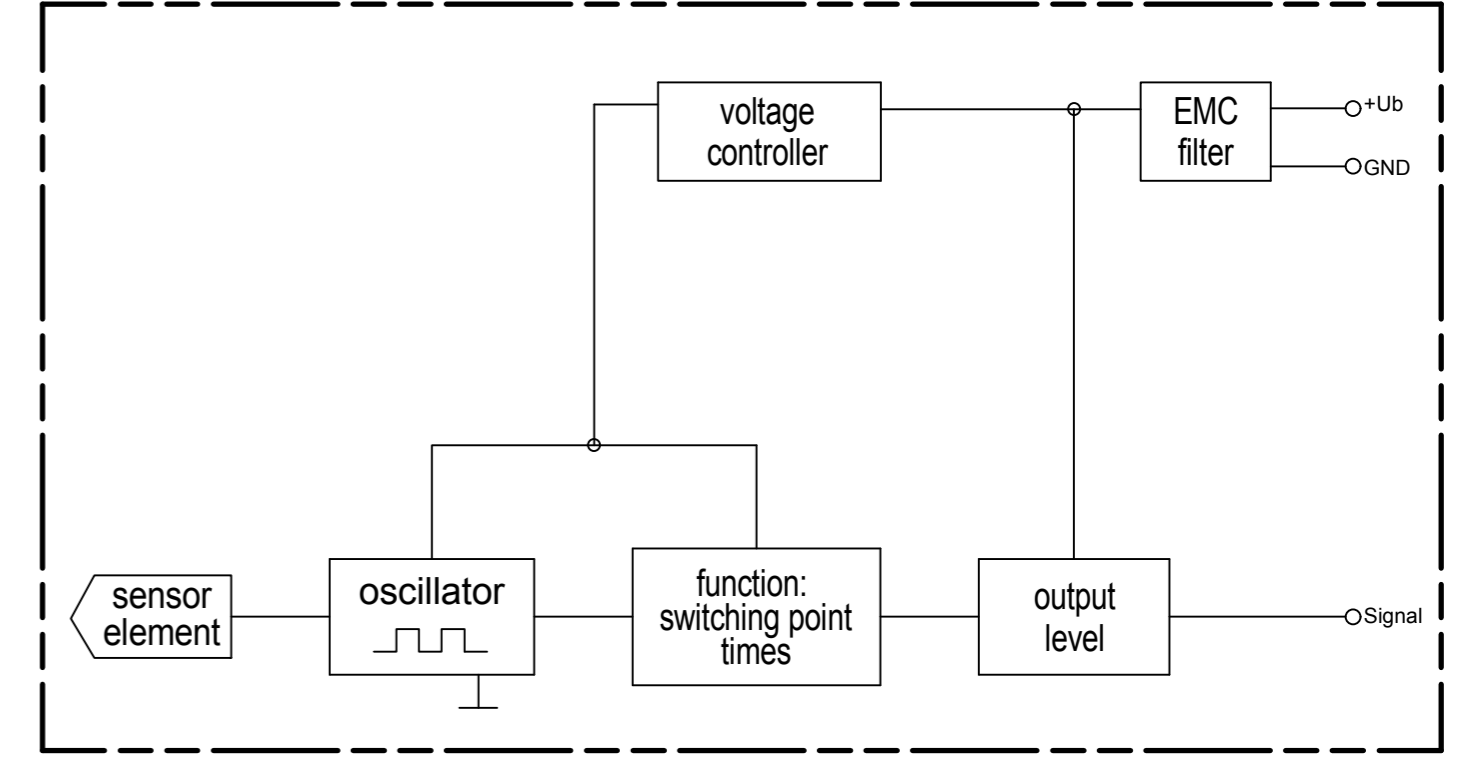 voltage
controller
EMC
filter
+Ub
GND
sensor
element
oscillator
function:
switching point
times
output
level
Signal